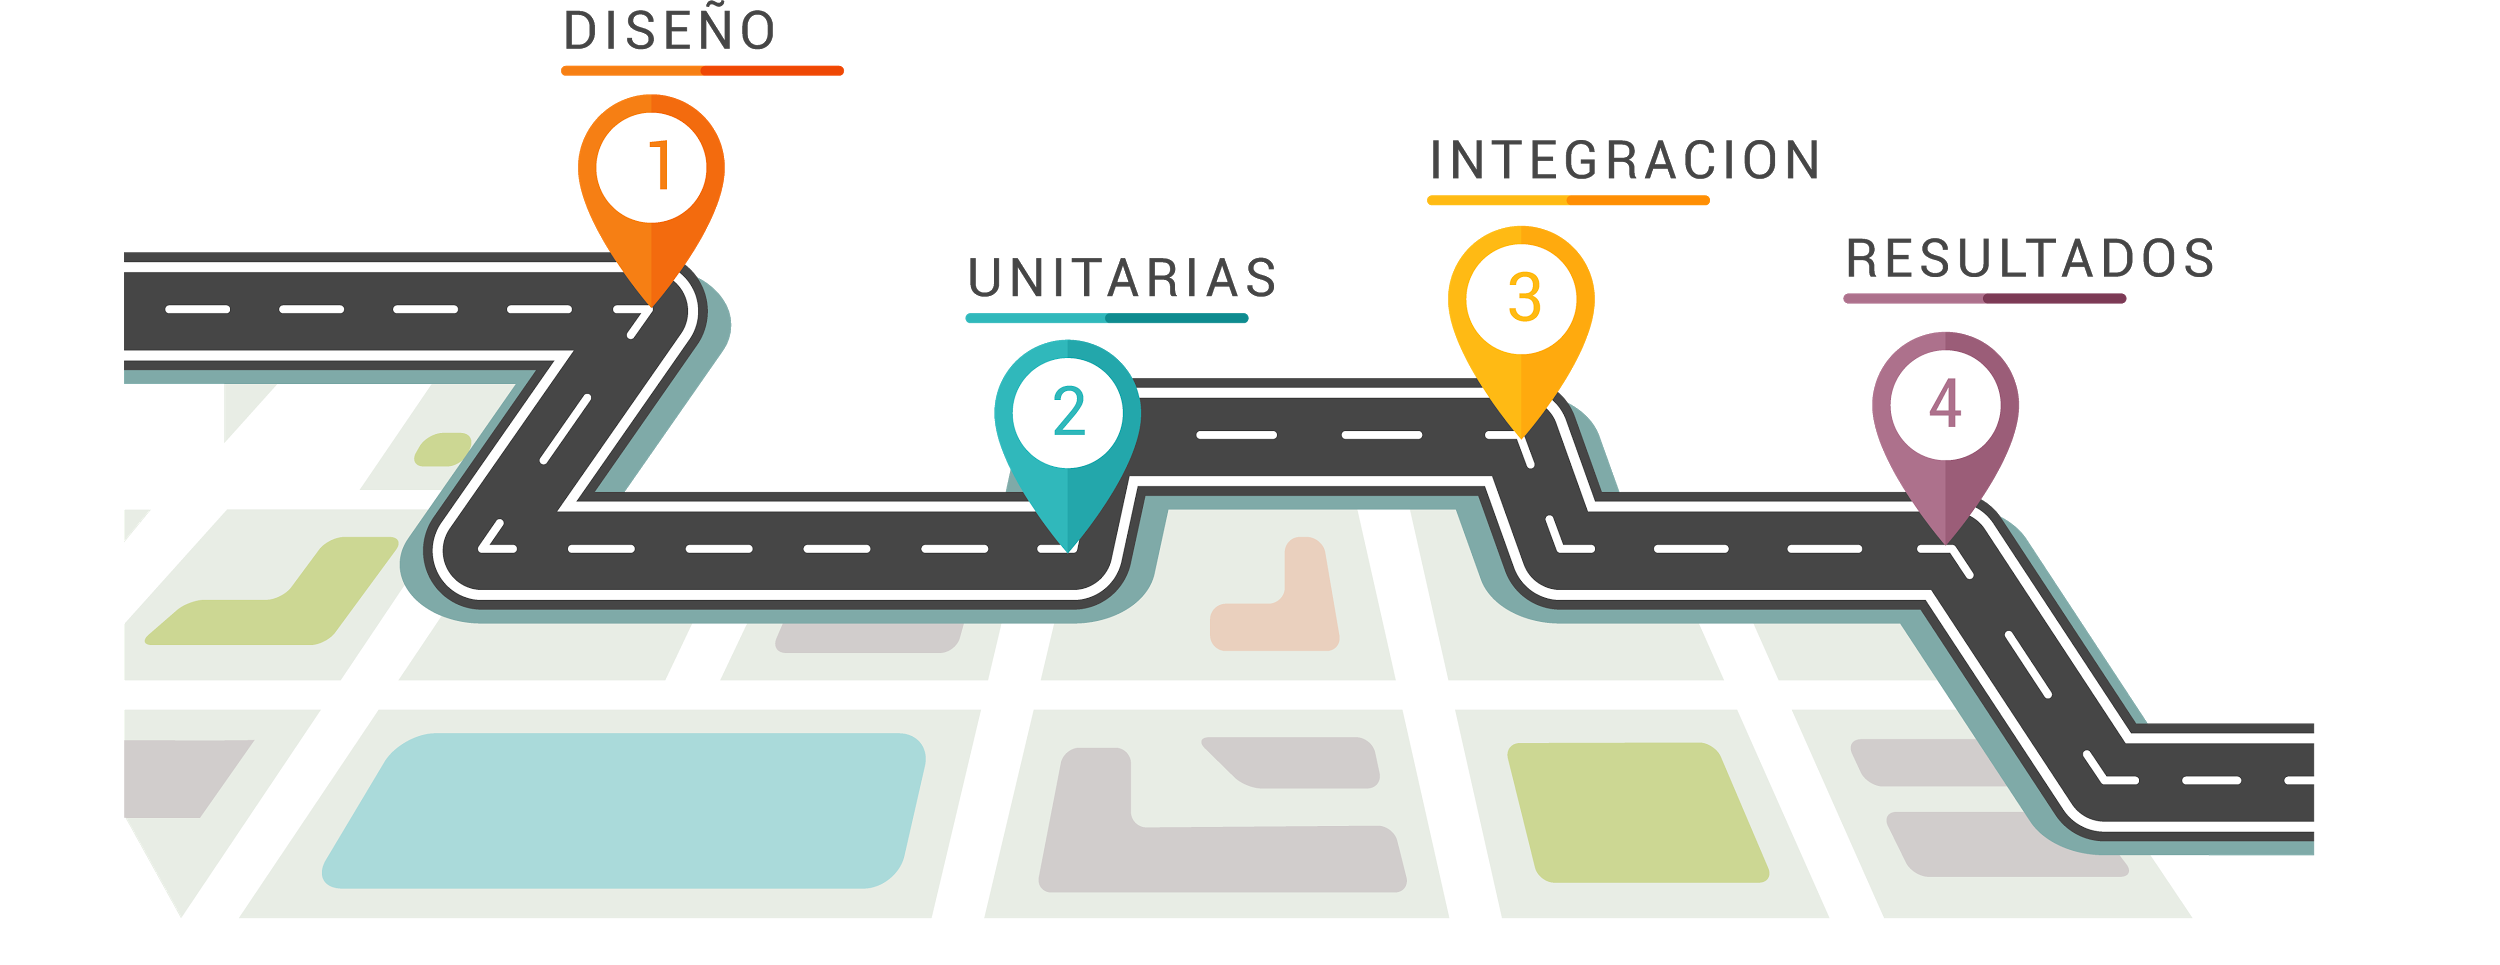 DISEÑO
1
UNITARIAS
2
INTEGRACION
3
RESULTADOS
4